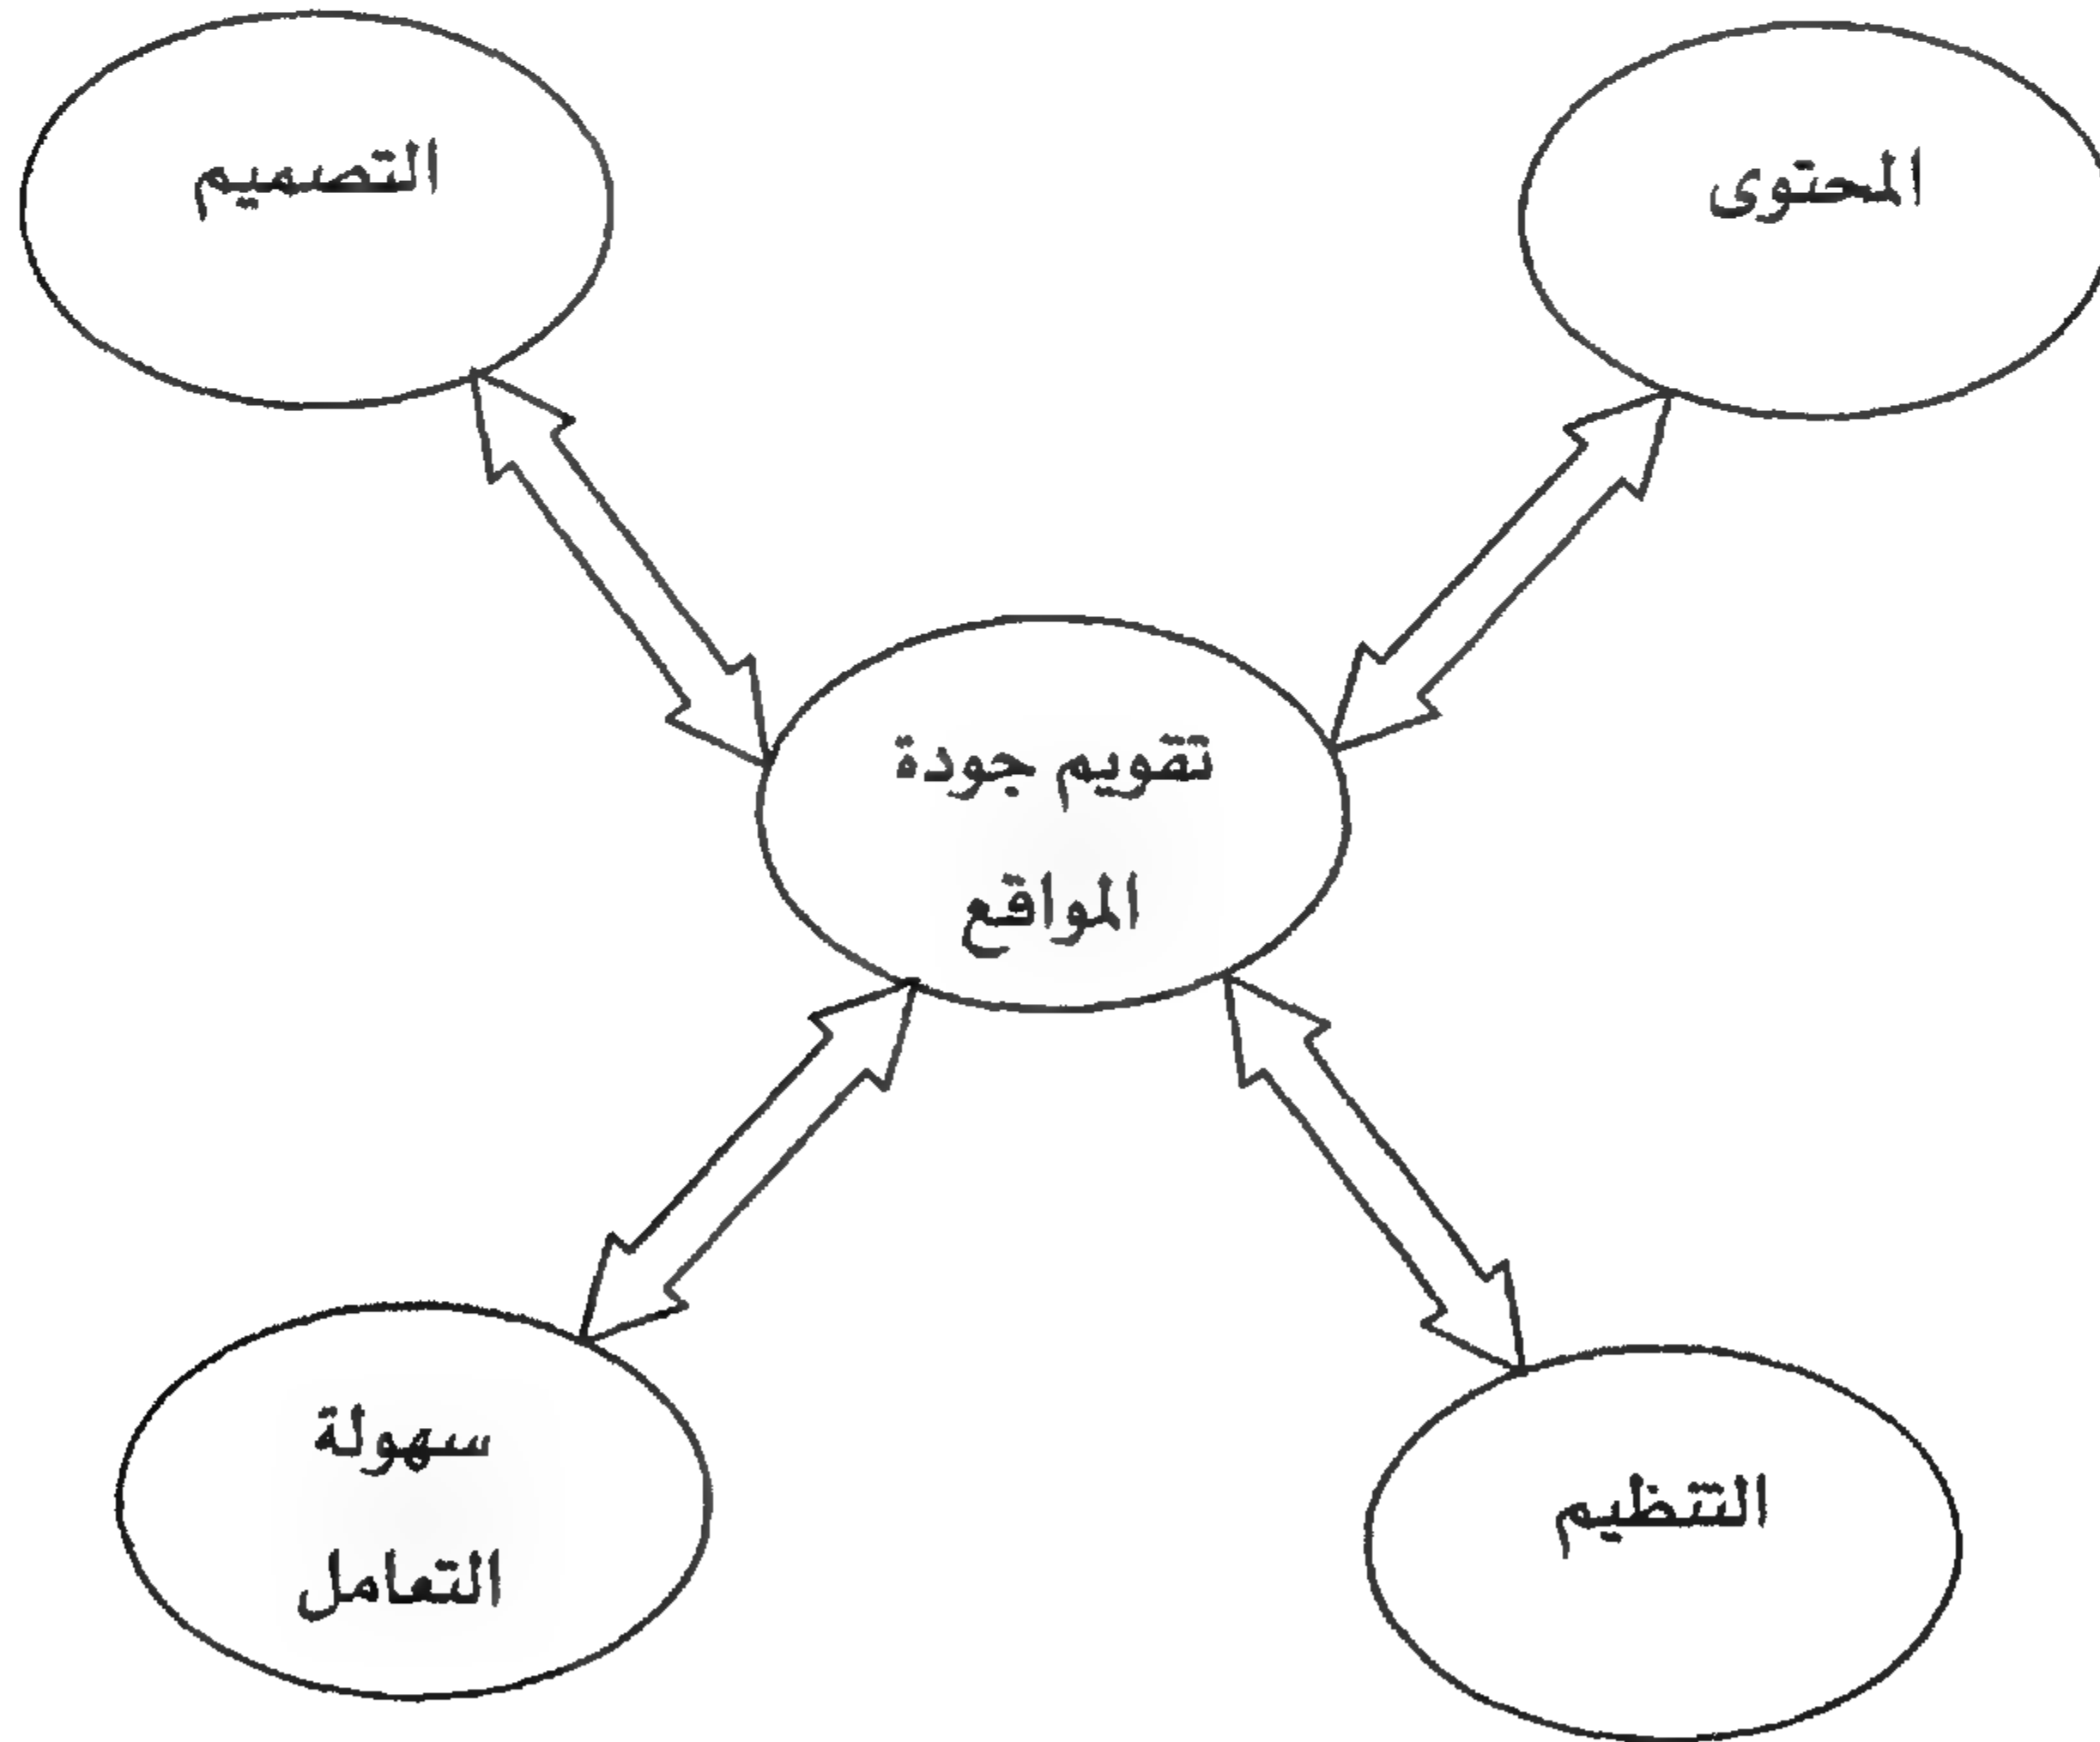 المحتوى
التصميم
تقويم جودة
المواقع
التنظيم
سهولة
التعامل